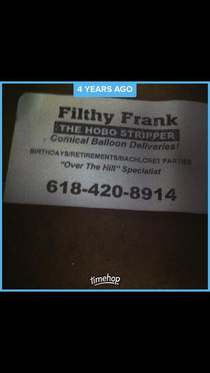 4 YEARS AGO
Filthy Frank
THE HOBO STRIPPER
Comical Balloon Deliveries!
BIRTHDAYS/RETIREMENTS/BACHLORET PARTIES
"Over The Hill" Specialist
618-420-8914
timehop